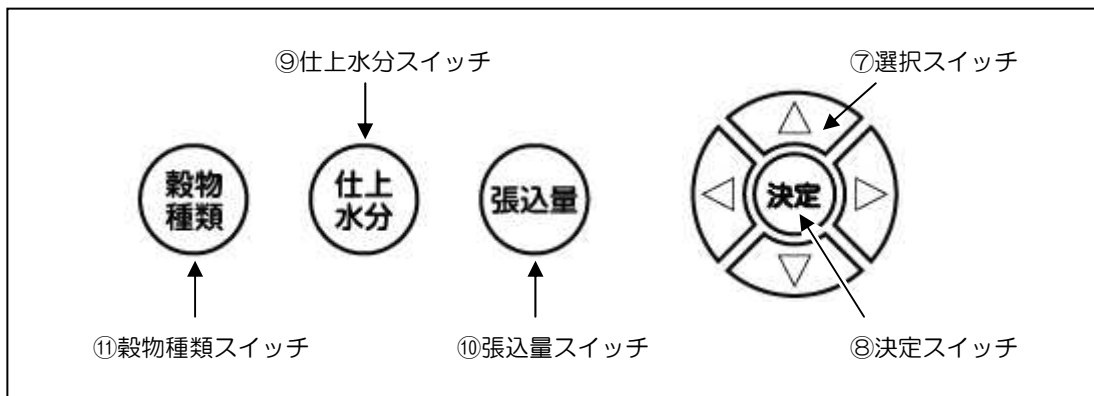 ⑨仕上水分スイッチ
⑦選択スイッチ
穀物
種類
仕上
水分
張込量
△
◁
決定
▷
▽
⑪穀物種類スイッチ
⑩張込量スイッチ
⑧決定スイッチ